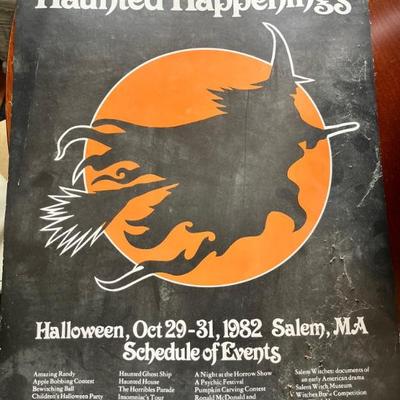 Haunted Happenings
Halloween, Oct 29-31, 1982 Salem, MA
Schedule of Events
Amazing Randy
Apple Bobbing Contest
Bewitching Ball
Children's Halloween Party
Haunted Ghost Ship
Haunted House
The Horribles Parade
Insomniac's Tour
A Night at the Horrow Show
A Psychic Festival
Pumpkin Carving Contest
Ronald McDonald and
Salem Witches: documents of
an early American drama
Salem Witch Museum
Witches Competition